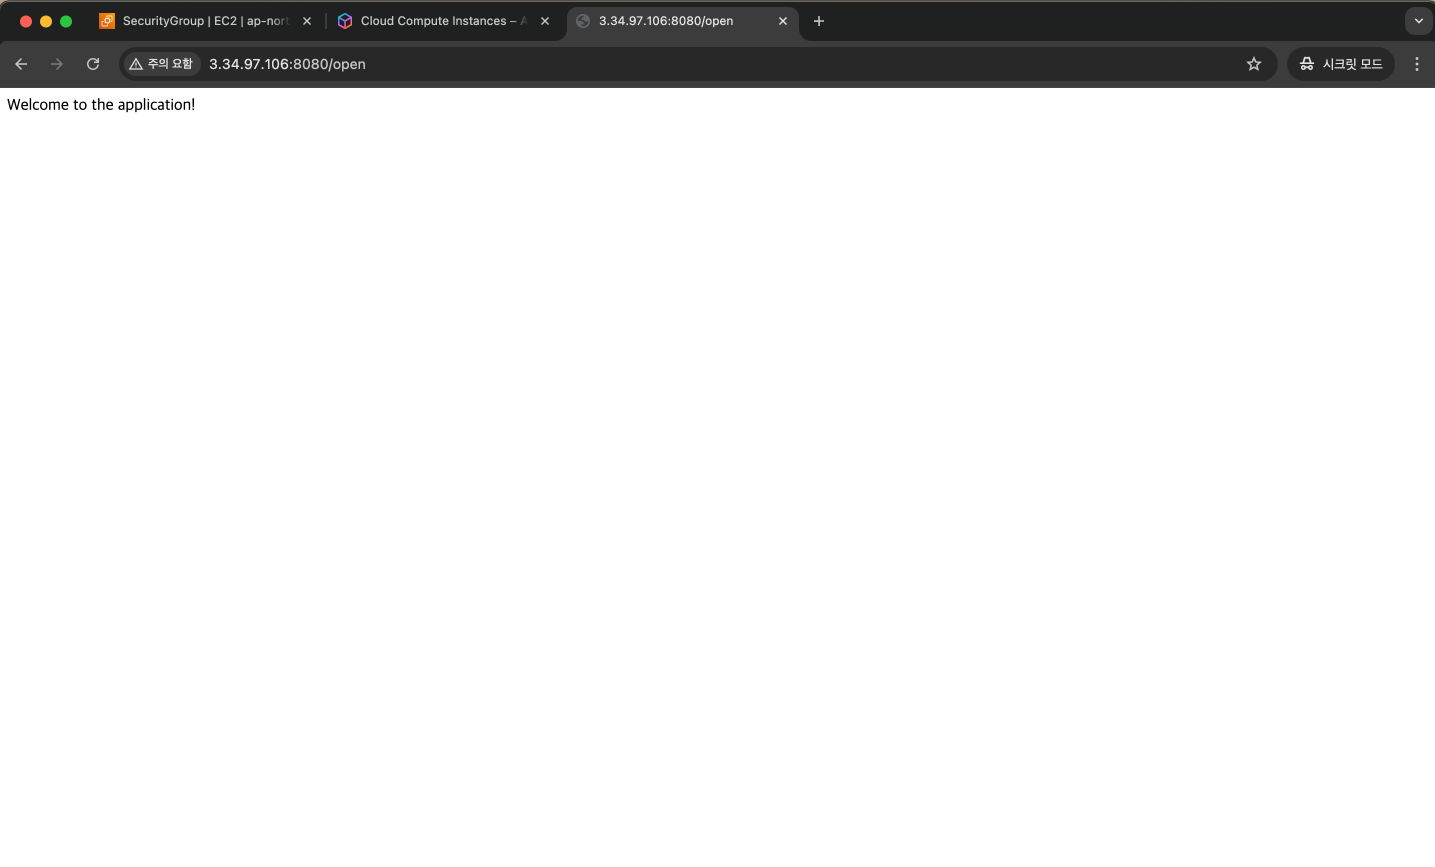 SecurityGroup | EC2 | ap-nort
Cloud Compute Instances – A
3.34.97.106:8080/open
주의 요함
3.34.97.106:8080/open
시크릿 모드
Welcome to the application!